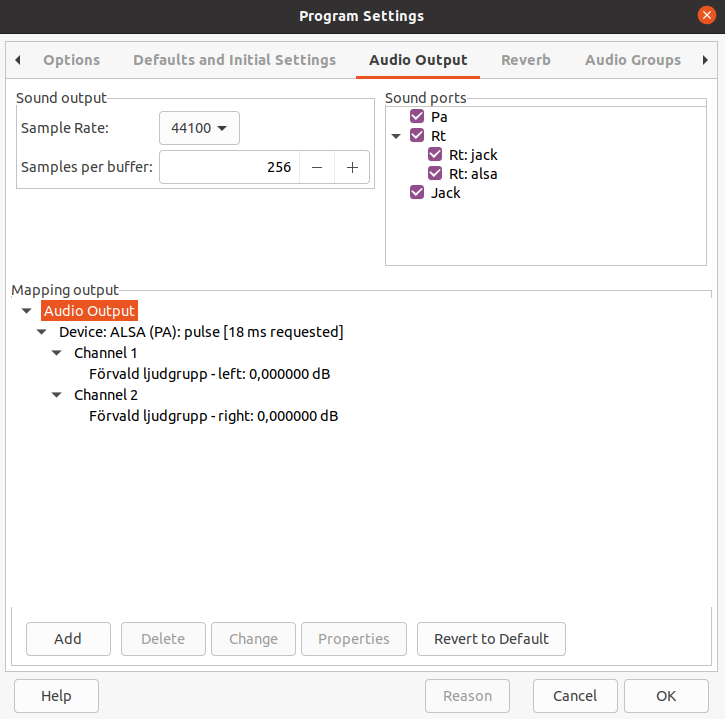 Program Settings
Options Defaults and Initial Settings Audio Output Reverb Audio Groups
Sound output
Sample Rate: 44100
Samples per buffer: 256 − +
Sound ports
Pa
Rt
Rt: jack
Rt: alsa
Jack
Mapping output
Audio Output
Device: ALSA (PA): pulse [18 ms requested]
Channel 1
Förvald ljudgrupp - left: 0,000000 dB
Channel 2
Förvald ljudgrupp - right: 0,000000 dB
Add Delete Change Properties Revert to Default
Help Reason Cancel OK